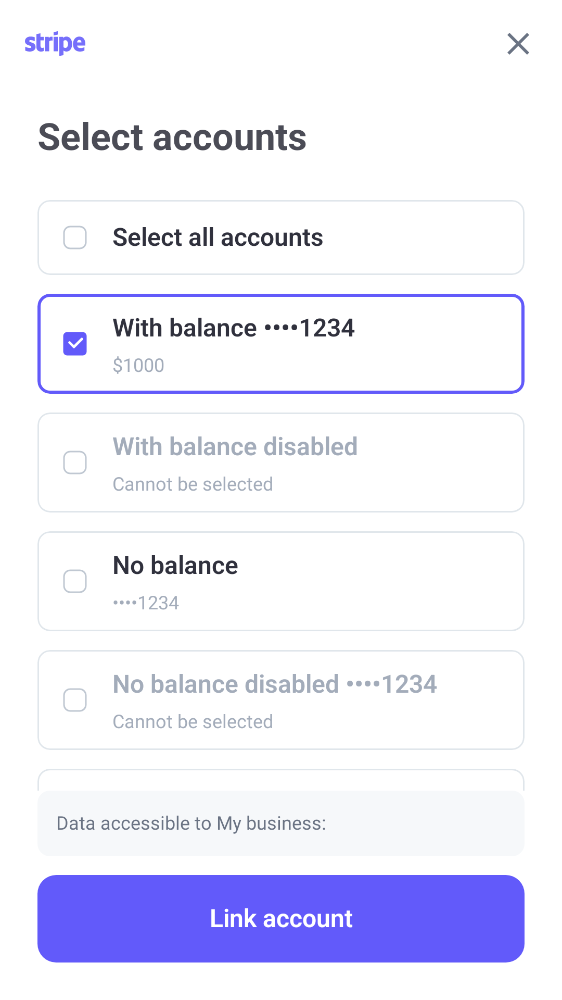 stripe
Select accounts
Select all accounts
With balance ••••1234
$1000
With balance disabled
Cannot be selected
No balance
••••1234
No balance disabled ••••1234
Cannot be selected
Data accessible to My business:
Link account